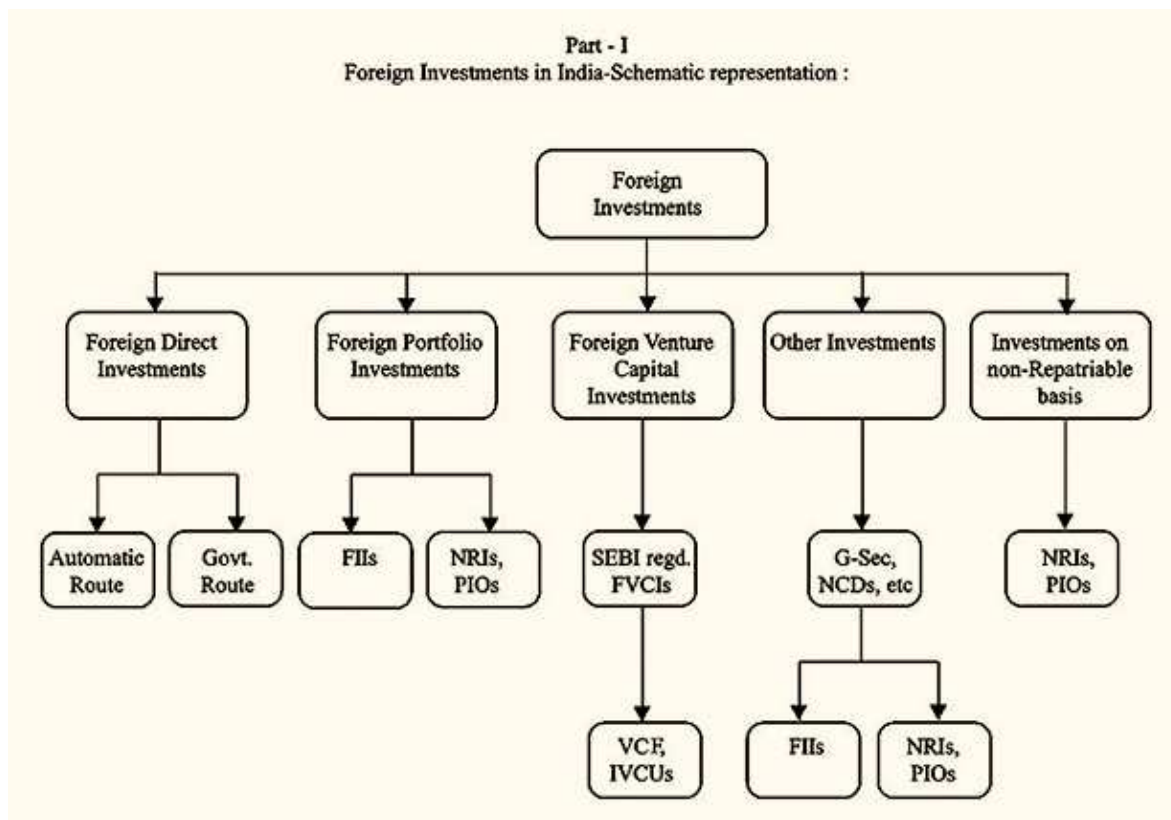 Part - I
Foreign Investments in India-Schematic representation :
Foreign
Investments
Foreign Direct
Investments
Foreign Portfolio
Investments
Foreign Venture
Capital
Investments
Other Investments
Investments on
non-Repatriable
basis
Automatic
Route
Govt.
Route
FIIs
NRIs,
PIOs
SEBI regd.
FVCIs
G-Sec,
NCDs, etc
NRIs,
PIOs
VCF,
IVCUs
FIIs
NRIs,
PIOs